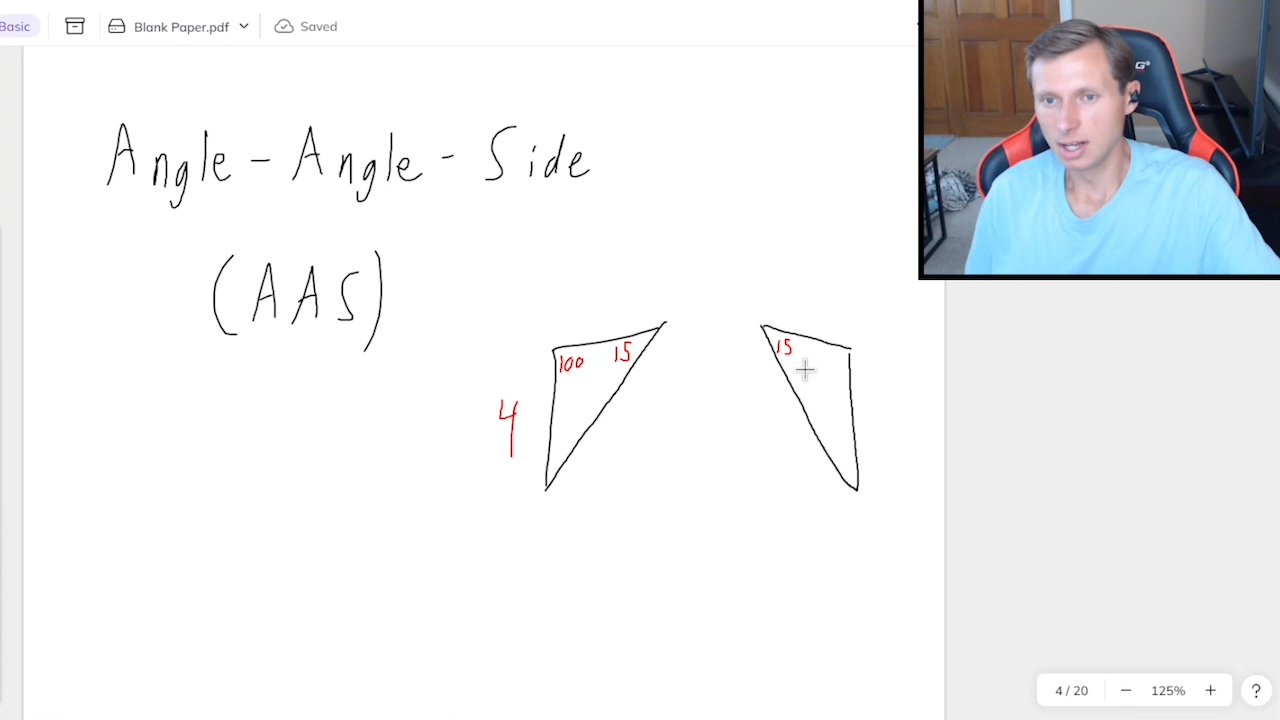 Basic Blank Paper.pdf Saved
G
Angle - Angle - Side
(AAS)
100 15
15
4
4 / 20 125% ?